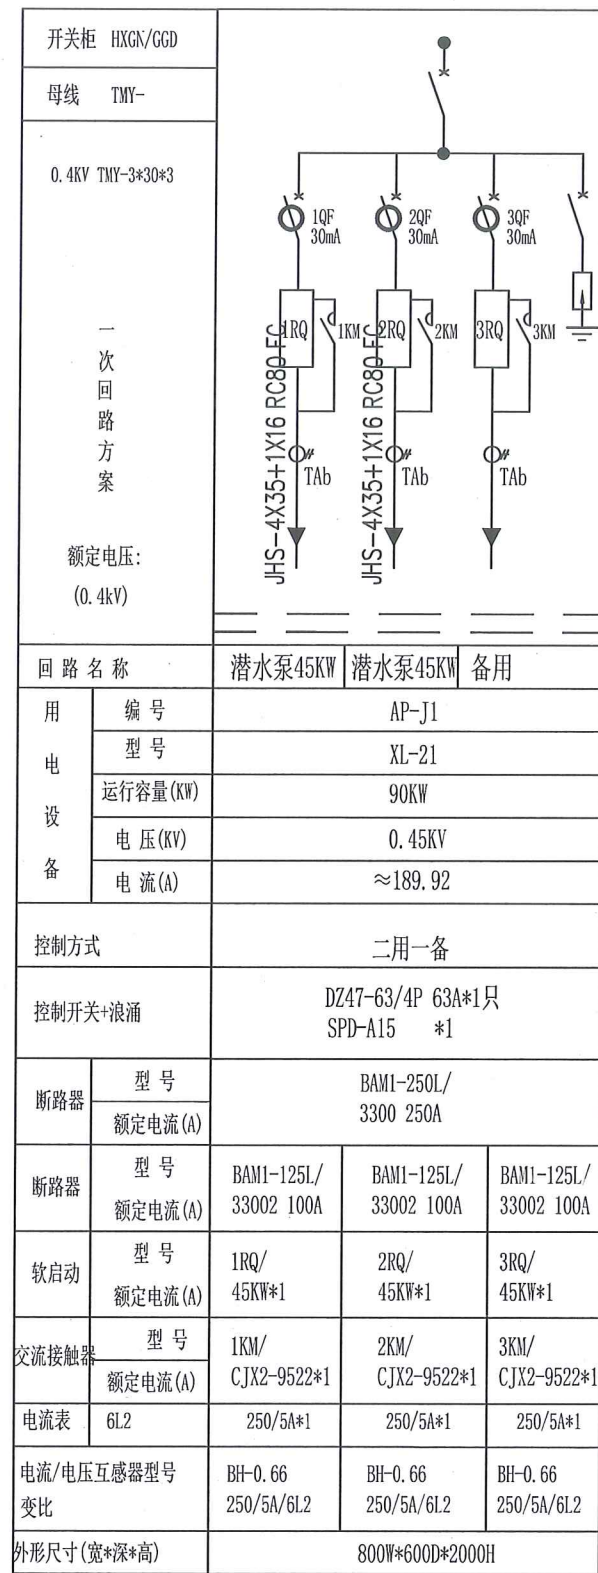 开关柜 HXGN/GGD
母线 TMY-
0.4KV TMY-3*30*3
一次回路方案
额定电压:
(0.4kV)
1QF
30mA
2QF
30mA
3QF
30mA
1RQ
1KM
2RQ
2KM
3RQ
3KM
JHS-4X35+1X16 RC80 FC
JHS-4X35+1X16 RC80 FC
TAb
TAb
TAb
回路名称 潜水泵45KW 潜水泵45KW 备用
用电设备
编号 AP-J1
型号 XL-21
运行容量(KW) 90KW
电 压(KV) 0.45KV
电 流(A) ≈189.92
控制方式 二用一备
控制开关+浪涌
DZ47-63/4P 63A*1只
SPD-A15 *1
断路器
型号
额定电流(A)
BAM1-250L/
3300 250A
断路器
型号
额定电流(A)
BAM1-125L/
33002 100A
BAM1-125L/
33002 100A
BAM1-125L/
33002 100A
软启动
型号
额定电流(A)
1RQ/
45KW*1
2RQ/
45KW*1
3RQ/
45KW*1
交流接触器
型号
额定电流(A)
1KM/
CJX2-9522*1
2KM/
CJX2-9522*1
3KM/
CJX2-9522*1
电流表 6L2 250/5A*1 250/5A*1 250/5A*1
电流/电压互感器型号
变比
BH-0.66
250/5A/6L2
BH-0.66
250/5A/6L2
BH-0.66
250/5A/6L2
外形尺寸(宽*深*高) 800W*600D*2000H